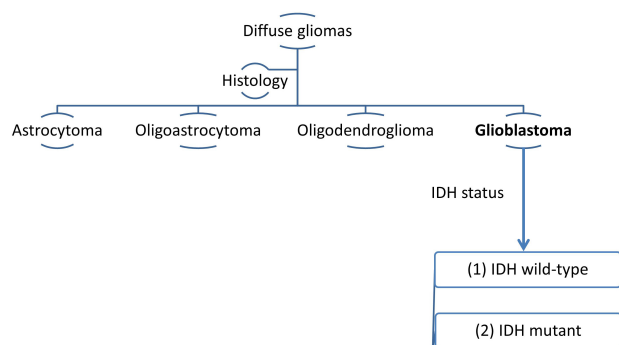 Diffuse gliomas
Histology
Astrocytoma
Oligoastrocytoma
Oligodendroglioma
Glioblastoma
IDH status
(1) IDH wild-type
(2) IDH mutant